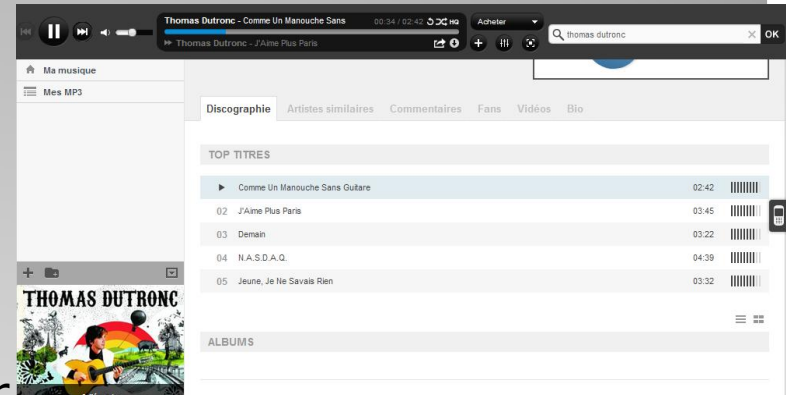 Thomas Dutronc - Comme Un Manouche Sans 00:34 / 02:42 HQ
Thomas Dutronc - J'Aime Plus Paris
Acheter
thomas dutronc
OK
Ma musique
Mes MP3
Discographie Artistes similaires Commentaires Fans Vidéos Bio
TOP TITRES
Comme Un Manouche Sans Guitare 02:42
02 J'Aime Plus Paris 03:45
03 Demain 03:22
04 N.A.S.D.A.Q. 04:39
05 Jeune, Je Ne Savais Rien 03:32
THOMAS DUTRONC
ALBUMS